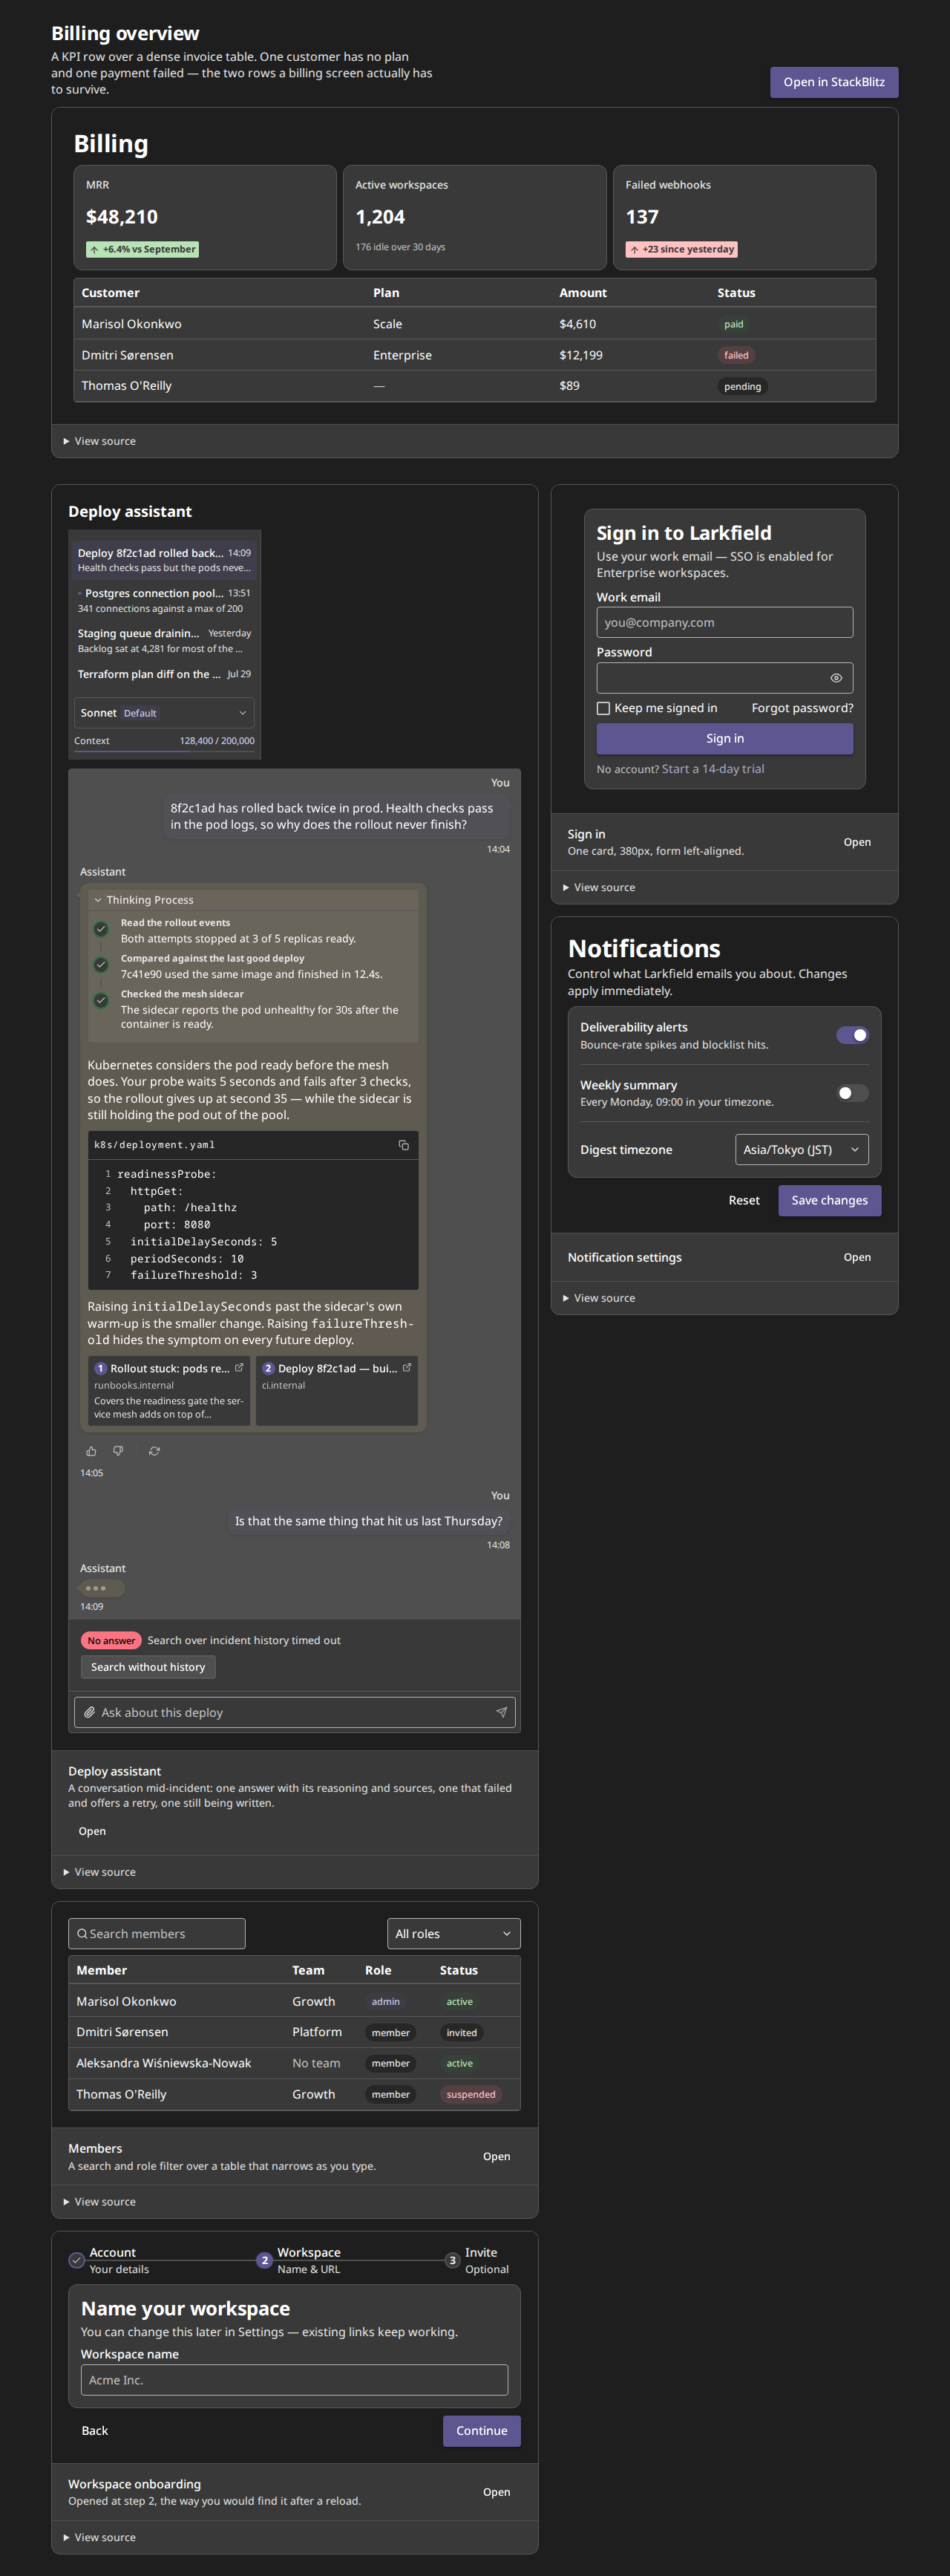 Billing overview
A KPI row over a dense invoice table. One customer has no plan
and one payment failed — the two rows a billing screen actually has
to survive.
Open in StackBlitz
Billing
MRR
$48,210
+6.4% vs September
Active workspaces
1,204
176 idle over 30 days
Failed webhooks
137
+23 since yesterday
Customer Plan Amount Status
Marisol Okonkwo Scale $4,610 paid
Dmitri Sørensen Enterprise $12,199 failed
Thomas O'Reilly — $89 pending
View source
Deploy assistant
Deploy 8f2c1ad rolled back... 14:09
Health checks pass but the pods neve...
Postgres connection pool... 13:51
341 connections against a max of 200
Staging queue drainin... Yesterday
Backlog sat at 4,281 for most of the ...
Terraform plan diff on the ... Jul 29
Sonnet Default
Context 128,400 / 200,000
You
8f2c1ad has rolled back twice in prod. Health checks pass
in the pod logs, so why does the rollout never finish?
14:04
Assistant
Thinking Process
Read the rollout events
Both attempts stopped at 3 of 5 replicas ready.
Compared against the last good deploy
7c41e90 used the same image and finished in 12.4s.
Checked the mesh sidecar
The sidecar reports the pod unhealthy for 30s after the
container is ready.
Kubernetes considers the pod ready before the mesh
does. Your probe waits 5 seconds and fails after 3 checks,
so the rollout gives up at second 35 — while the sidecar is
still holding the pod out of the pool.
k8s/deployment.yaml
1 readinessProbe:
2 httpGet:
3 path: /healthz
4 port: 8080
5 initialDelaySeconds: 5
6 periodSeconds: 10
7 failureThreshold: 3
Raising initialDelaySeconds past the sidecar's own
warm-up is the smaller change. Raising failureThresh-
old hides the symptom on every future deploy.
1 Rollout stuck: pods re...
runbooks.internal
Covers the readiness gate the ser-
vice mesh adds on top of...
2 Deploy 8f2c1ad — bui...
ci.internal
14:05
You
Is that the same thing that hit us last Thursday?
14:08
Assistant
14:09
No answer Search over incident history timed out
Search without history
Ask about this deploy
Deploy assistant
A conversation mid-incident: one answer with its reasoning and sources, one that failed
and offers a retry, one still being written.
Open
View source
Search members
All roles
Member Team Role Status
Marisol Okonkwo Growth admin active
Dmitri Sørensen Platform member invited
Aleksandra Wiśniewska-Nowak No team member active
Thomas O'Reilly Growth member suspended
Members
A search and role filter over a table that narrows as you type.
Open
View source
Account
Your details
2 Workspace
Name & URL
3 Invite
Optional
Name your workspace
You can change this later in Settings — existing links keep working.
Workspace name
Acme Inc.
Back
Continue
Workspace onboarding
Opened at step 2, the way you would find it after a reload.
Open
View source
Sign in to Larkfield
Use your work email — SSO is enabled for
Enterprise workspaces.
Work email
you@company.com
Password
Keep me signed in Forgot password?
Sign in
No account? Start a 14-day trial
Sign in
One card, 380px, form left-aligned.
Open
View source
Notifications
Control what Larkfield emails you about. Changes
apply immediately.
Deliverability alerts
Bounce-rate spikes and blocklist hits.
Weekly summary
Every Monday, 09:00 in your timezone.
Digest timezone Asia/Tokyo (JST)
Reset Save changes
Notification settings Open
View source